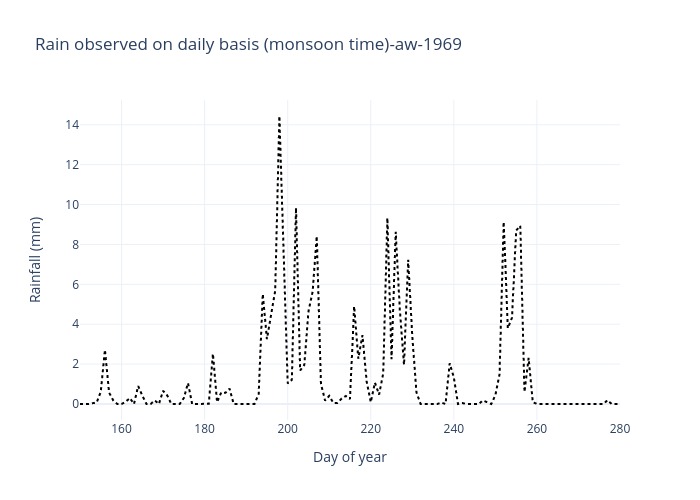 Rain observed on daily basis (monsoon time)-aw-1969
14
12
10
8
6
4
2
0
Rainfall (mm)
160 180 200 220 240 260 280
Day of year